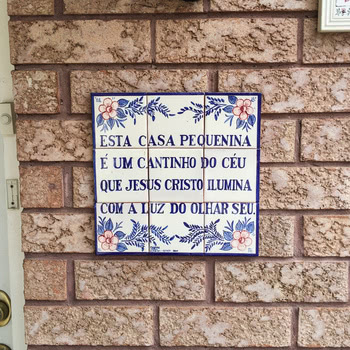 ESTA CASA PEQUENINA
É UM CANTINHO DO CÉU
QUE JESUS CRISTO ILUMINA
COM A LUZ DO OLHAR SEU.